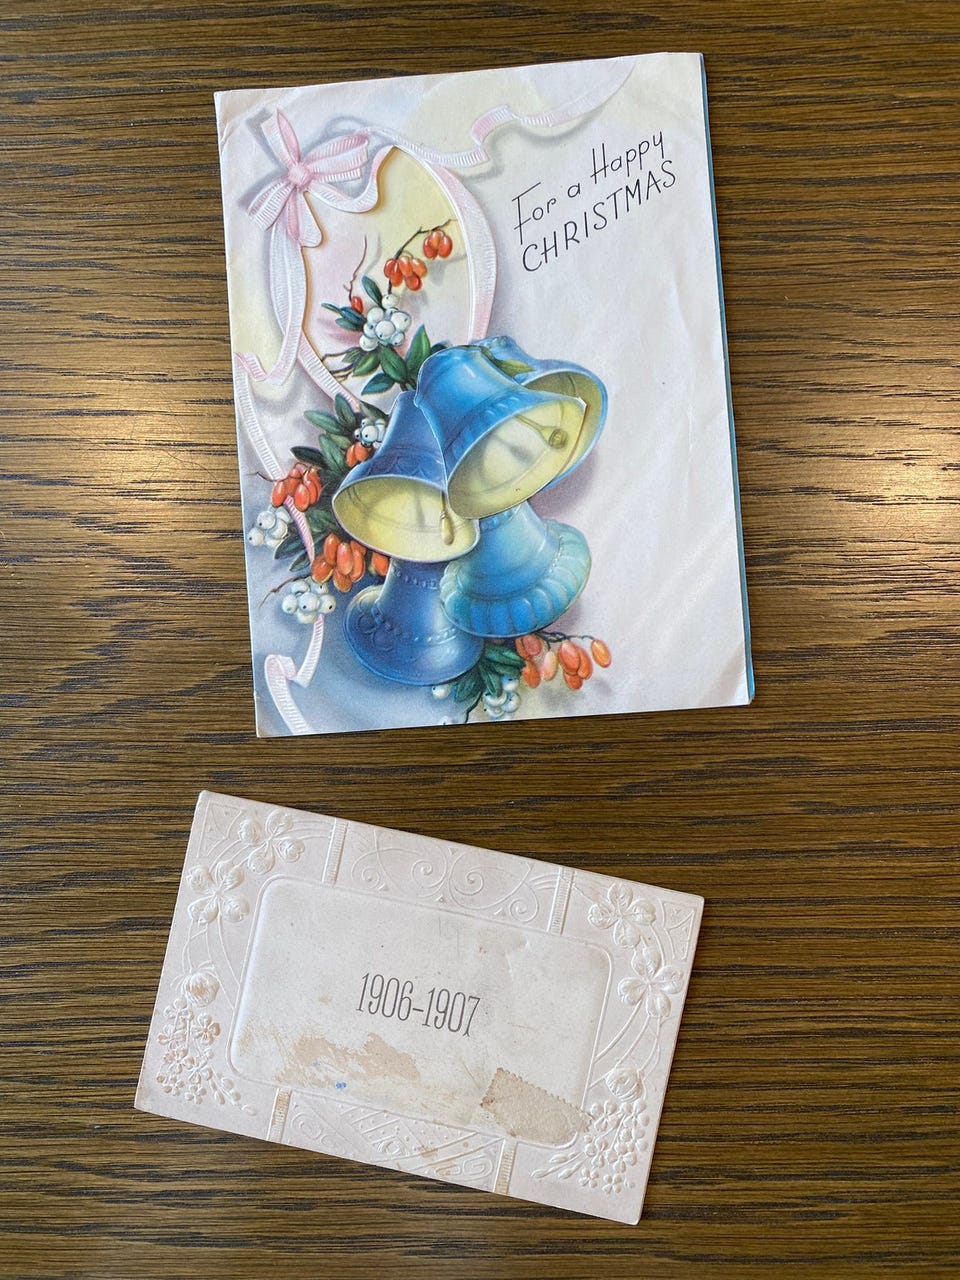 For a Happy
CHRISTMAS
1906-1907